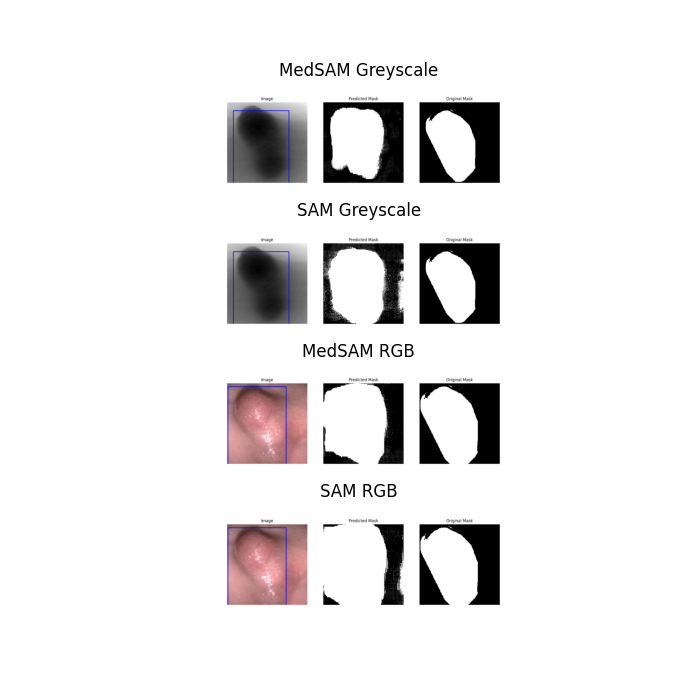 MedSAM Greyscale
Image Predicted Mask Original Mask
SAM Greyscale
Image Predicted Mask Original Mask
MedSAM RGB
Image Predicted Mask Original Mask
SAM RGB
Image Predicted Mask Original Mask